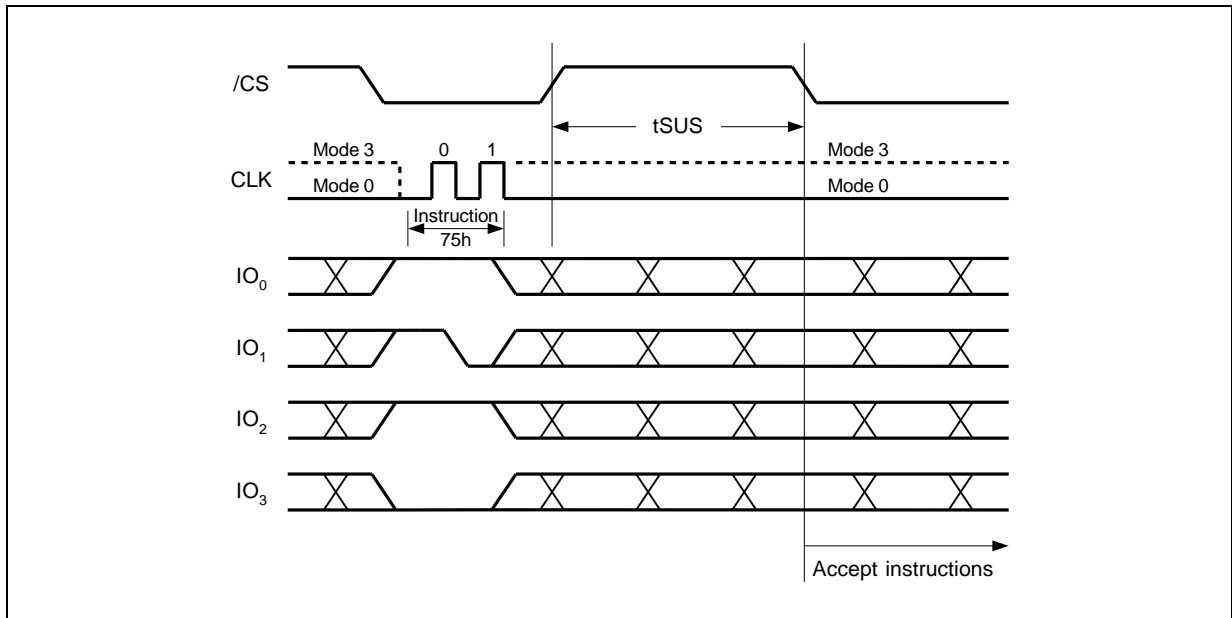 /CS
tSUS
Mode 3 0 1 Mode 3
CLK
Mode 0 Mode 0
Instruction
75h
IO0
IO1
IO2
IO3
Accept instructions